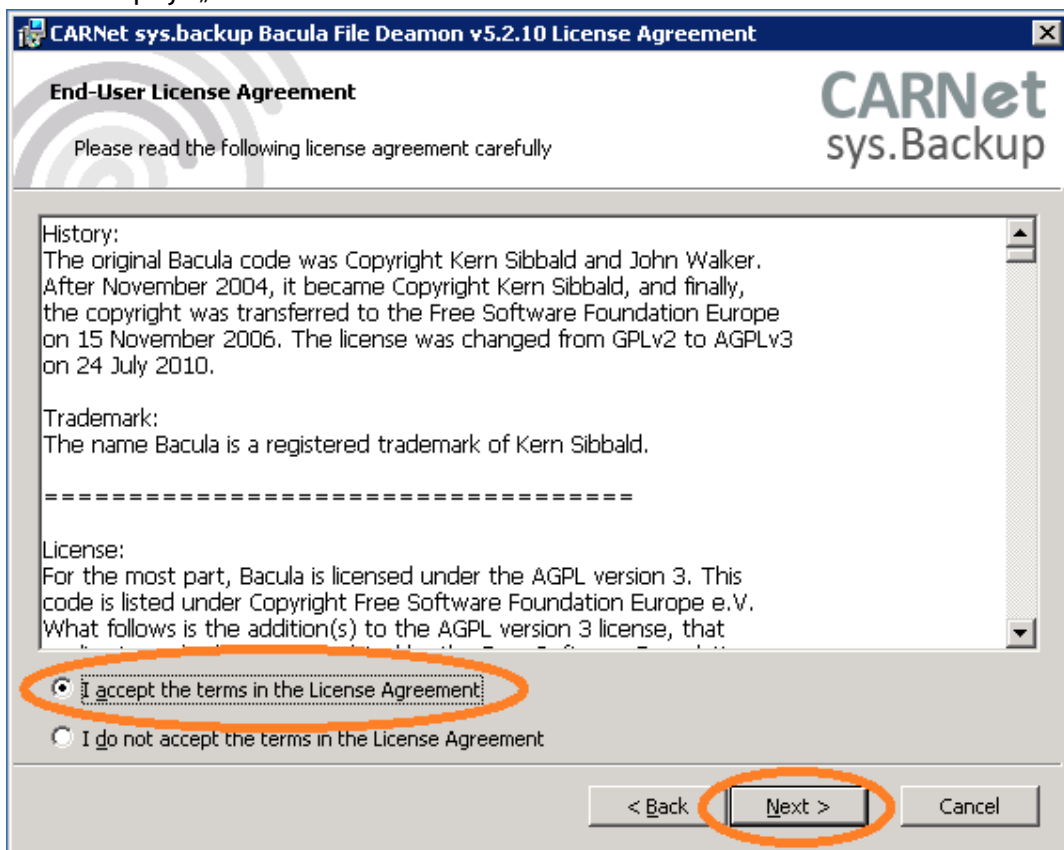 CARNet sys.backup Bacula File Deamon v5.2.10 License Agreement
End-User License Agreement
Please read the following license agreement carefully
CARNet
sys.Backup
History:
The original Bacula code was Copyright Kern Sibbald and John Walker.
After November 2004, it became Copyright Kern Sibbald, and finally,
the copyright was transferred to the Free Software Foundation Europe
on 15 November 2006. The license was changed from GPLv2 to AGPLv3
on 24 July 2010.
Trademark:
The name Bacula is a registered trademark of Kern Sibbald.
===================================
License:
For the most part, Bacula is licensed under the AGPL version 3. This
code is listed under Copyright Free Software Foundation Europe e.V.
What follows is the addition(s) to the AGPL version 3 license, that
I accept the terms in the License Agreement
I do not accept the terms in the License Agreement
< Back
Next >
Cancel